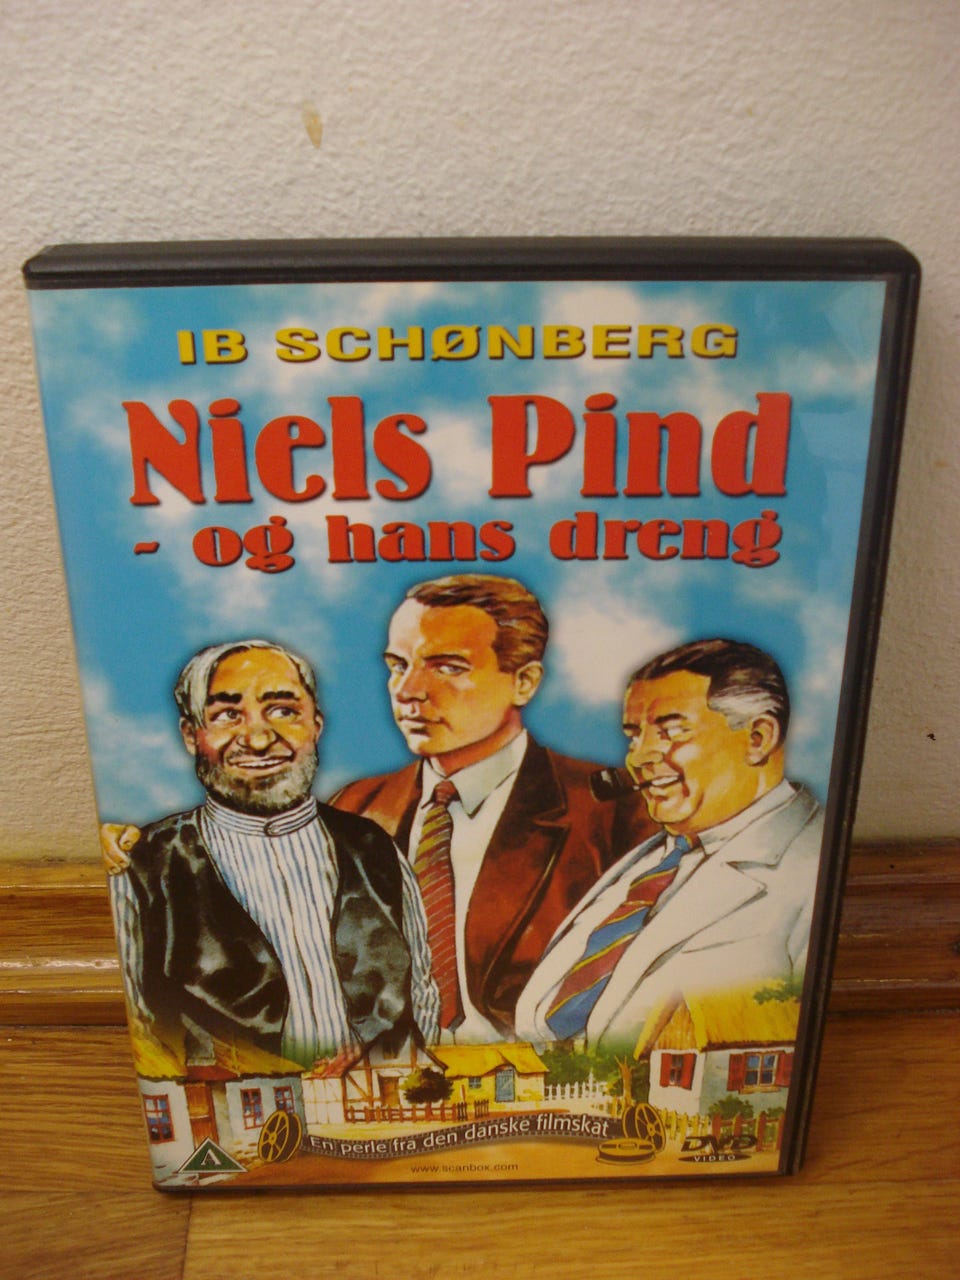 IB SCHØNBERG
Niels Pind
- og hans dreng
En perle fra den danske filmskat
A
DVD
VIDEO
www.scanbox.com